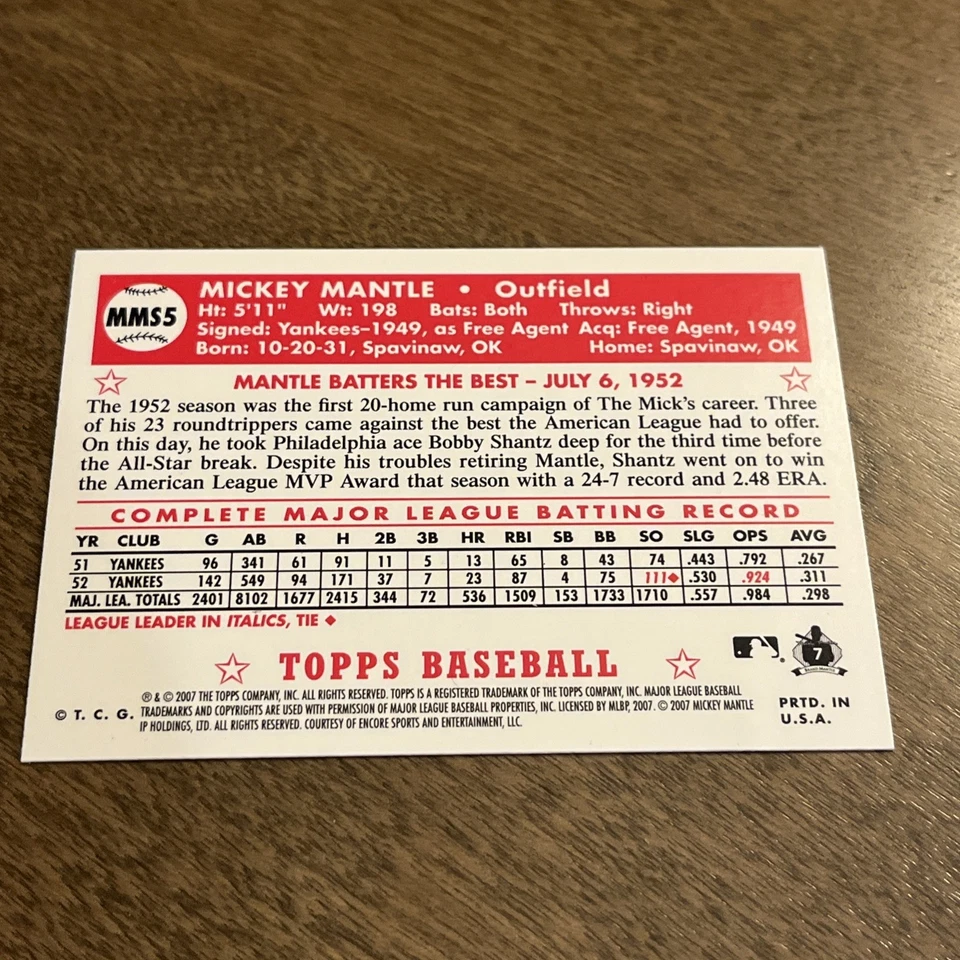 MMS5
MICKEY MANTLE • Outfield
Ht: 5'11" Wt: 198 Bats: Both Throws: Right
Signed: Yankees–1949, as Free Agent Acq: Free Agent, 1949
Born: 10-20-31, Spavinaw, OK Home: Spavinaw, OK
MANTLE BATTERS THE BEST – JULY 6, 1952
The 1952 season was the first 20-home run campaign of The Mick's career. Three
of his 23 roundtrippers came against the best the American League had to offer.
On this day, he took Philadelphia ace Bobby Shantz deep for the third time before
the All-Star break. Despite his troubles retiring Mantle, Shantz went on to win
the American League MVP Award that season with a 24-7 record and 2.48 ERA.
COMPLETE MAJOR LEAGUE BATTING RECORD
YR CLUB G AB R H 2B 3B HR RBI SB BB SO SLG OPS AVG
51 YANKEES 96 341 61 91 11 5 13 65 8 43 74 .443 .792 .267
52 YANKEES 142 549 94 171 37 7 23 87 4 75 111♦ .530 .924 .311
MAJ. LEA. TOTALS 2401 8102 1677 2415 344 72 536 1509 153 1733 1710 .557 .984 .298
LEAGUE LEADER IN ITALICS, TIE ♦
TOPPS BASEBALL
7
® & © 2007 THE TOPPS COMPANY, INC. ALL RIGHTS RESERVED. TOPPS IS A REGISTERED TRADEMARK OF THE TOPPS COMPANY, INC. MAJOR LEAGUE BASEBALL
© T. C. G. TRADEMARKS AND COPYRIGHTS ARE USED WITH PERMISSION OF MAJOR LEAGUE BASEBALL PROPERTIES, INC. LICENSED BY MLBP, 2007. © 2007 MICKEY MANTLE
IP HOLDINGS, LTD. ALL RIGHTS RESERVED. COURTESY OF ENCORE SPORTS AND ENTERTAINMENT, LLC.
PRTD. IN
U.S.A.